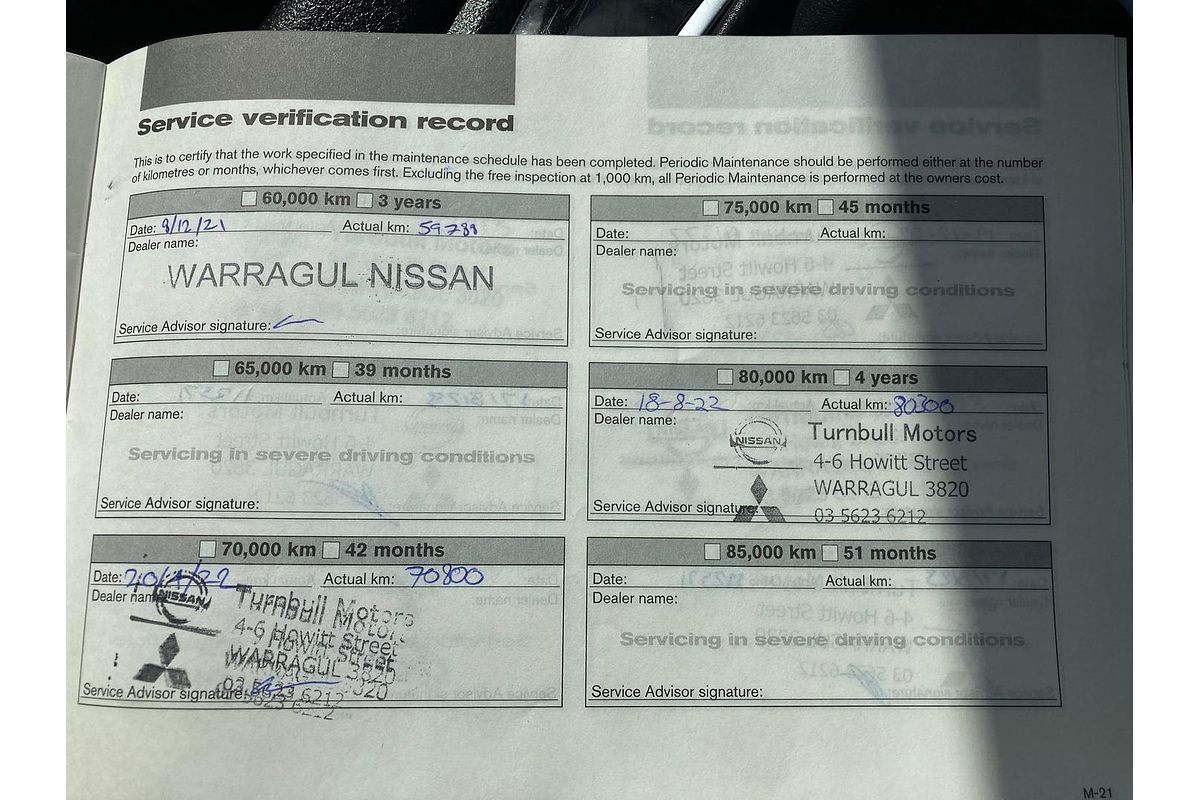 Service verification record
This is to certify that the work specified in the maintenance schedule has been completed. Periodic Maintenance should be performed either at the number
of kilometres or months, whichever comes first. Excluding the free inspection at 1,000 km, all Periodic Maintenance is performed at the owners cost.
60,000 km 3 years
Date: 8/12/21 Actual km: 59788
Dealer name:
WARRAGUL NISSAN
Service Advisor signature:
65,000 km 39 months
Date: Actual km:
Dealer name:
Servicing in severe driving conditions
Service Advisor signature:
70,000 km 42 months
Date: 20/4/22 Actual km: 70800
Dealer name:
NISSAN
Turnbull Motors
4-6 Howitt Street
WARRAGUL 3820
03 5623 6212
Service Advisor signature:
75,000 km 45 months
Date: Actual km:
Dealer name:
Servicing in severe driving conditions
Service Advisor signature:
80,000 km 4 years
Date: 18-8-22 Actual km: 80300
Dealer name:
NISSAN
Turnbull Motors
4-6 Howitt Street
WARRAGUL 3820
Service Advisor signature:
03 5623 6212
85,000 km 51 months
Date: Actual km:
Dealer name:
Servicing in severe driving conditions
Service Advisor signature:
M-21